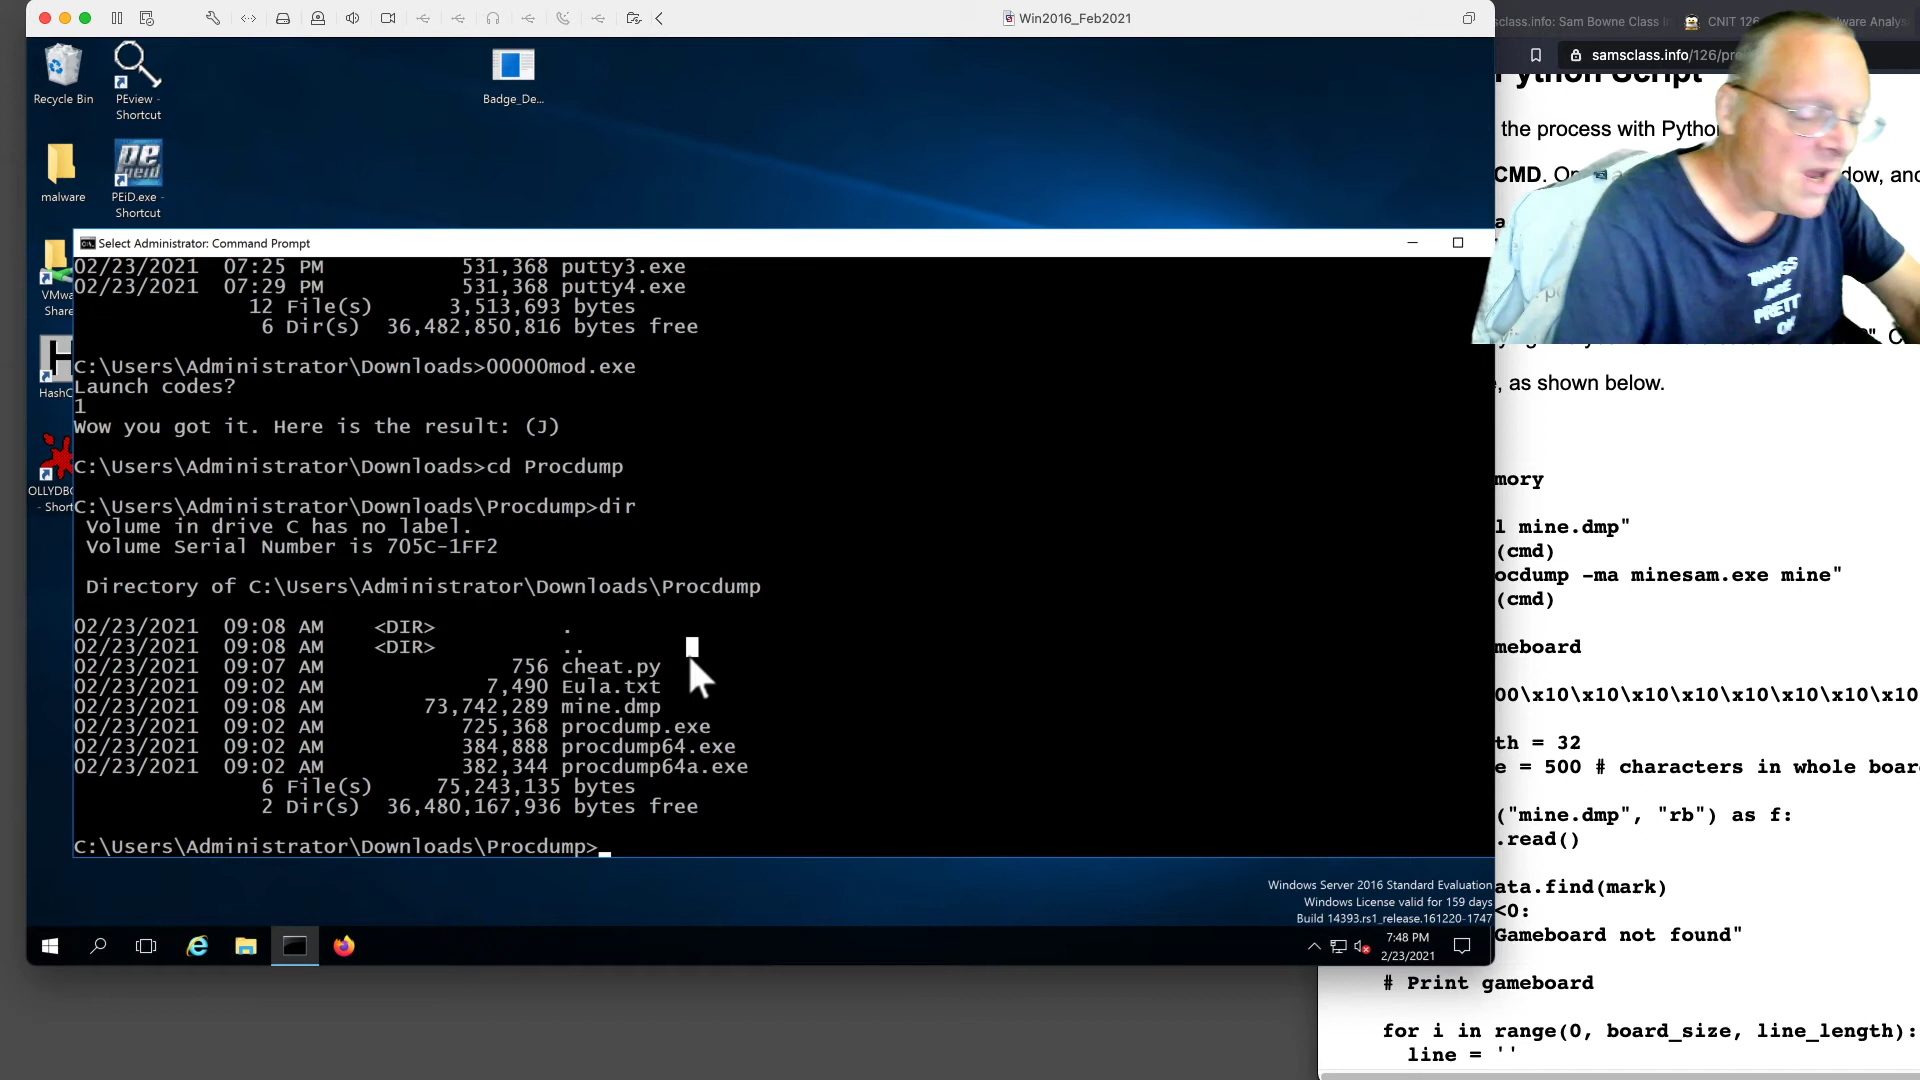 Win2016_Feb2021
sclass.info: Sam Bowne Class In
CNIT 126
ware Analys
samsclass.info/126/pr
Python Script
the process with Pytho
CMD. O
dow, and
Recycle Bin
PEview -
Shortcut
Badge_De...
malware
PEiD.exe -
Shortcut
VMw
Share
HashC
OLLYDB
- Short
Select Administrator: Command Prompt
02/23/2021  07:25 PM           531,368 putty3.exe
02/23/2021  07:29 PM           531,368 putty4.exe
12 File(s)      3,513,693 bytes
6 Dir(s)  36,482,850,816 bytes free
C:\Users\Administrator\Downloads>00000mod.exe
Launch codes?
1
Wow you got it. Here is the result: (J)
C:\Users\Administrator\Downloads>cd Procdump
C:\Users\Administrator\Downloads\Procdump>dir
Volume in drive C has no label.
Volume Serial Number is 705C-1FF2
Directory of C:\Users\Administrator\Downloads\Procdump
02/23/2021  09:08 AM    <DIR>          .
02/23/2021  09:08 AM    <DIR>          ..
02/23/2021  09:07 AM               756 cheat.py
02/23/2021  09:02 AM             7,490 Eula.txt
02/23/2021  09:08 AM        73,742,289 mine.dmp
02/23/2021  09:02 AM           725,368 procdump.exe
02/23/2021  09:02 AM           384,888 procdump64.exe
02/23/2021  09:02 AM           382,344 procdump64a.exe
6 File(s)     75,243,135 bytes
2 Dir(s)  36,480,167,936 bytes free
C:\Users\Administrator\Downloads\Procdump>
Windows Server 2016 Standard Evaluation
Windows License valid for 159 days
Build 14393.rs1_release.161220-1747
7:48 PM
2/23/2021
THINGS
ARE
PRETT
OK
, as shown below.
mory
l mine.dmp"
(cmd)
ocdump -ma minesam.exe mine"
(cmd)
meboard
00\x10\x10\x10\x10\x10\x10\x10\x10
th = 32
e = 500 # characters in whole boar
("mine.dmp", "rb") as f:
.read()
ata.find(mark)
<0:
Gameboard not found"
# Print gameboard
for i in range(0, board_size, line_length):
line = ''